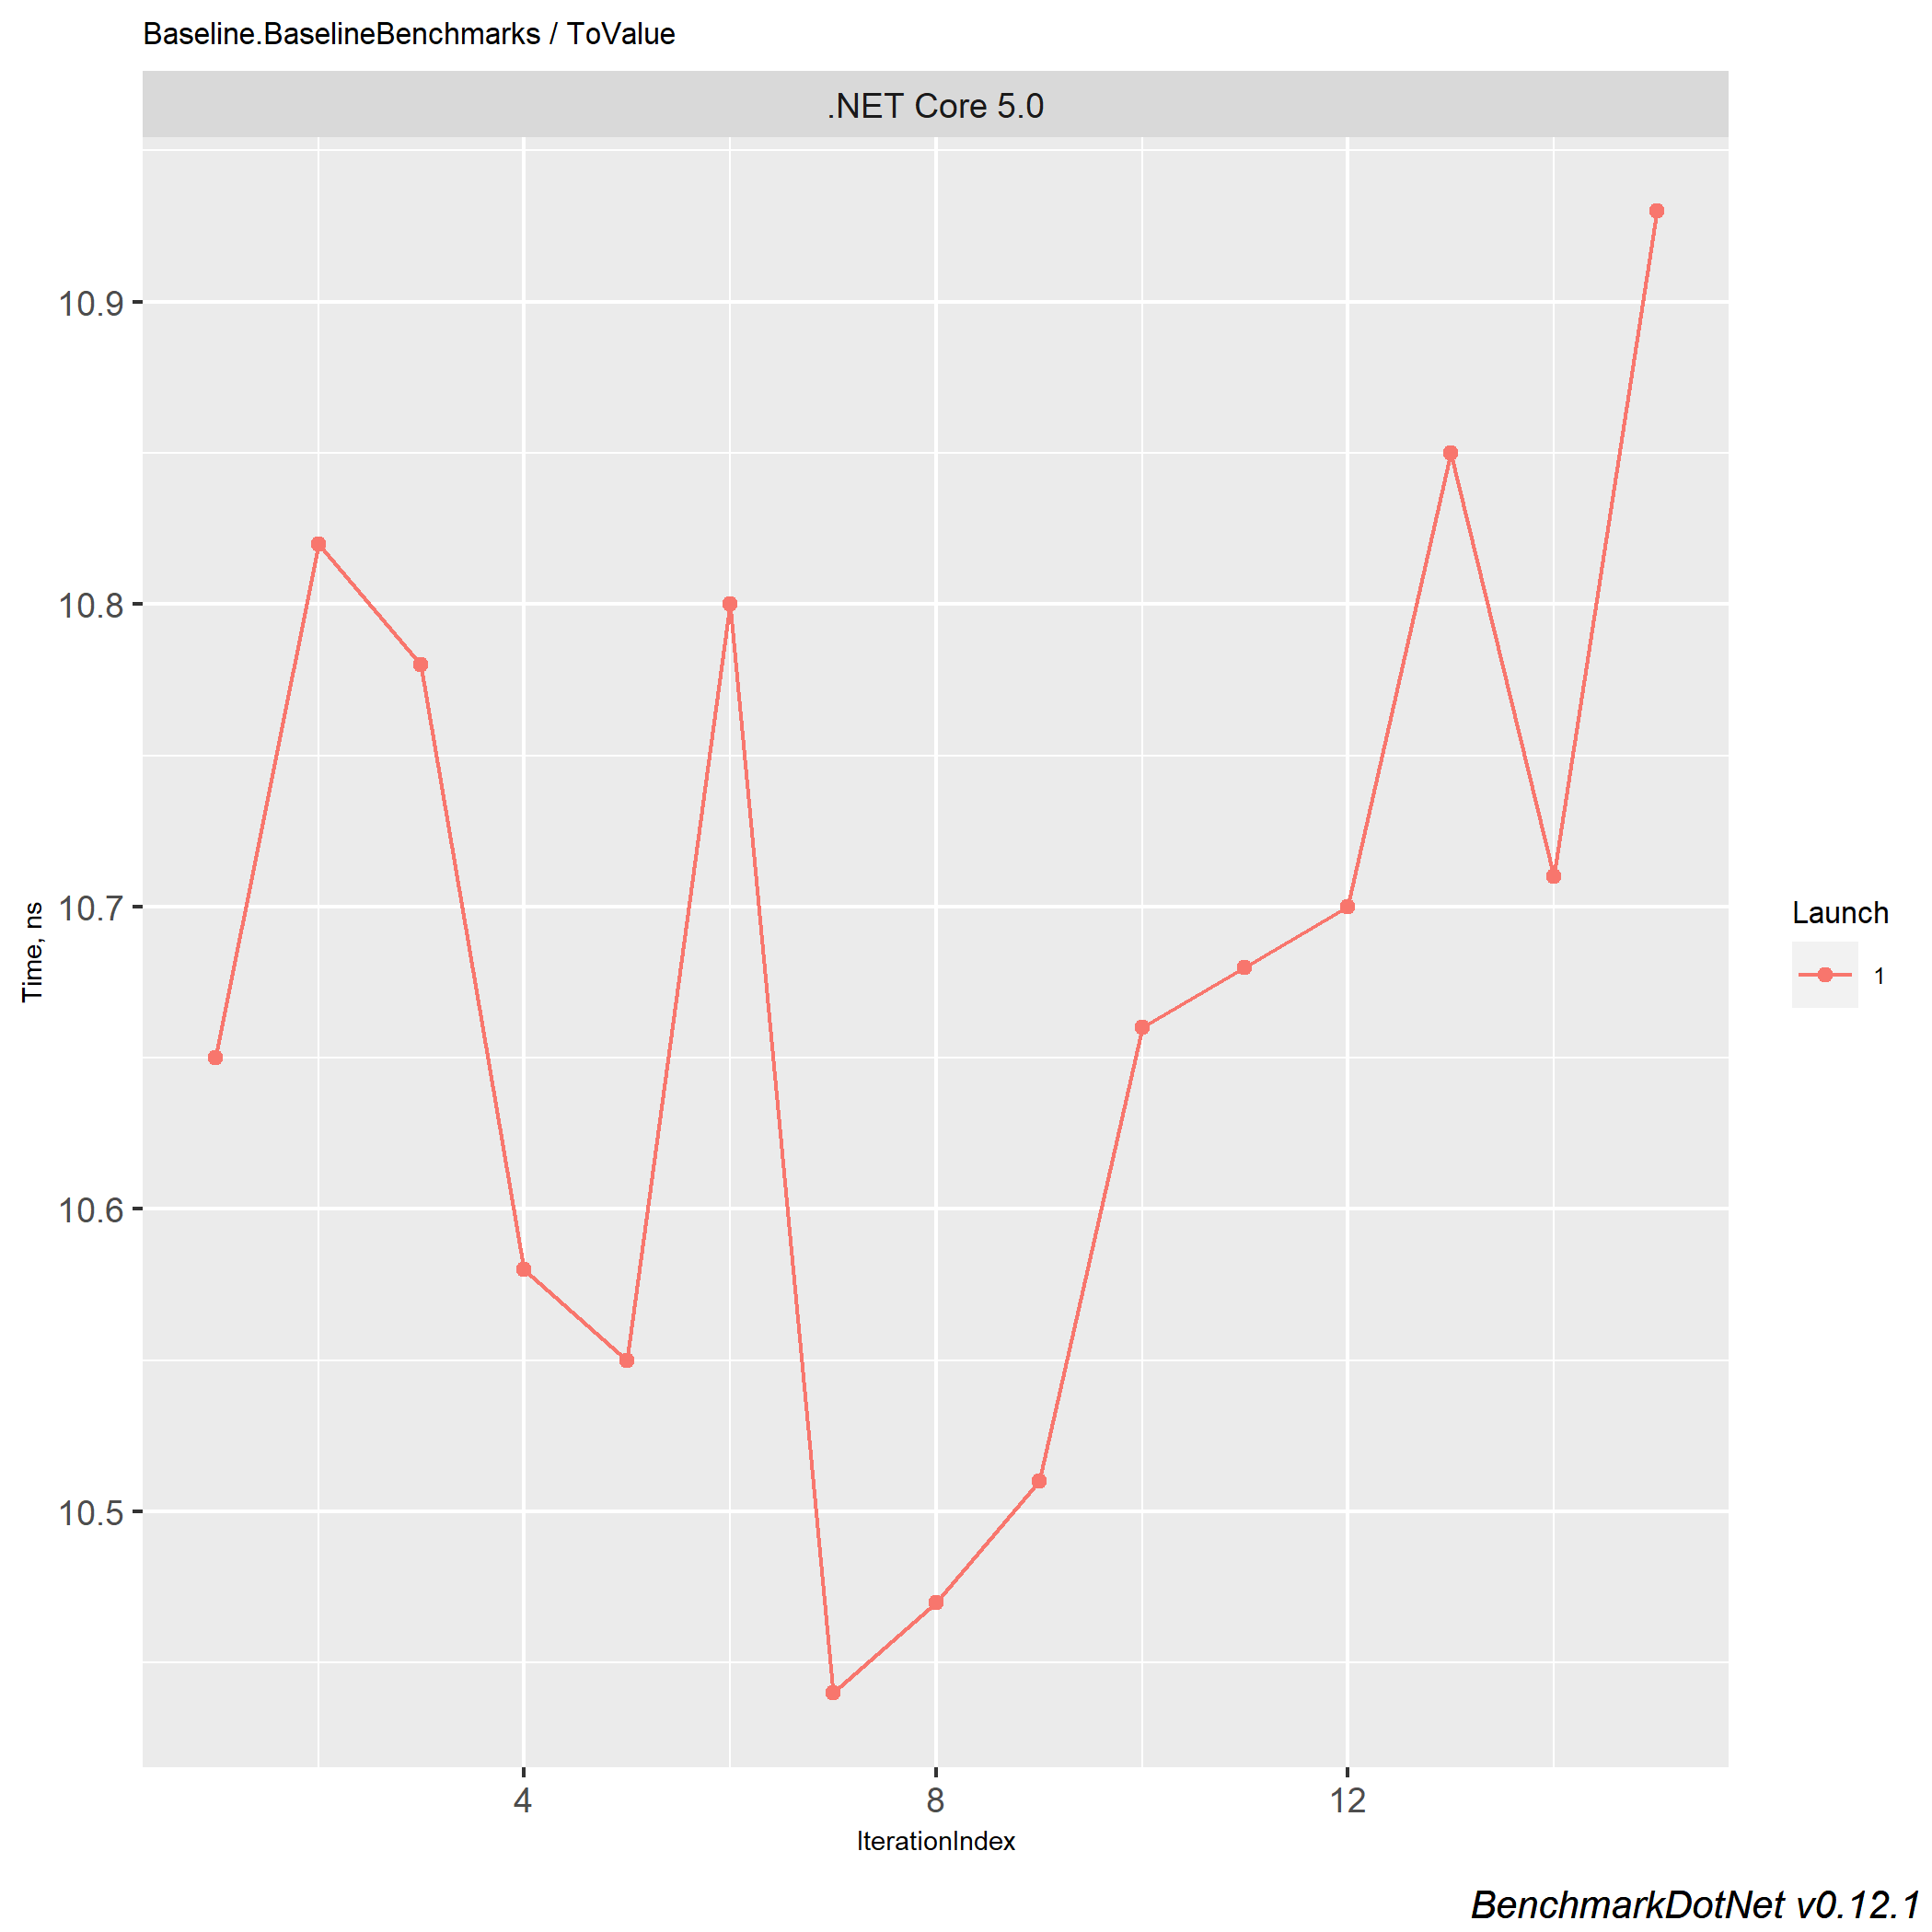 Baseline.BaselineBenchmarks / ToValue
.NET Core 5.0
10.9
10.8
10.7
10.6
10.5
Time, ns
4 8 12
IterationIndex
Launch
1
BenchmarkDotNet v0.12.1